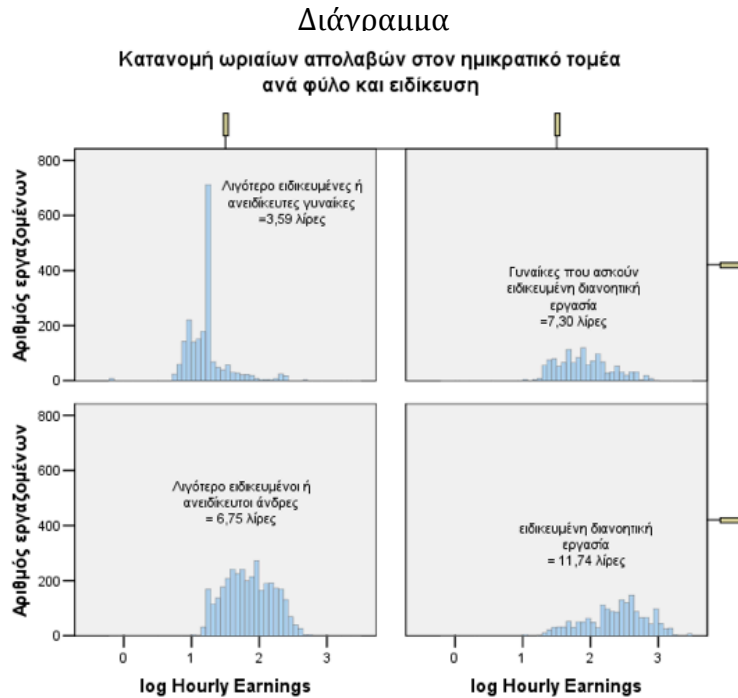 Διάγραμμα
Κατανομή ωριαίων απολαβών στον ημικρατικό τομέα
ανά φύλο και ειδίκευση
Αριθμός εργαζομένων
800
600
400
200
0
Λιγότερο ειδικευμένες ή
ανειδίκευτες γυναίκες
=3,59 λίρες
Γυναίκες που ασκούν
ειδικευμένη διανοητική
εργασία
=7,30 λίρες
Αριθμός εργαζομένων
800
600
400
200
0
Λιγότερο ειδικευμένοι ή
ανειδίκευτοι άνδρες
= 6,75 λίρες
ειδικευμένη διανοητική
εργασία
= 11,74 λίρες
0 1 2 3
0 1 2 3
log Hourly Earnings
log Hourly Earnings